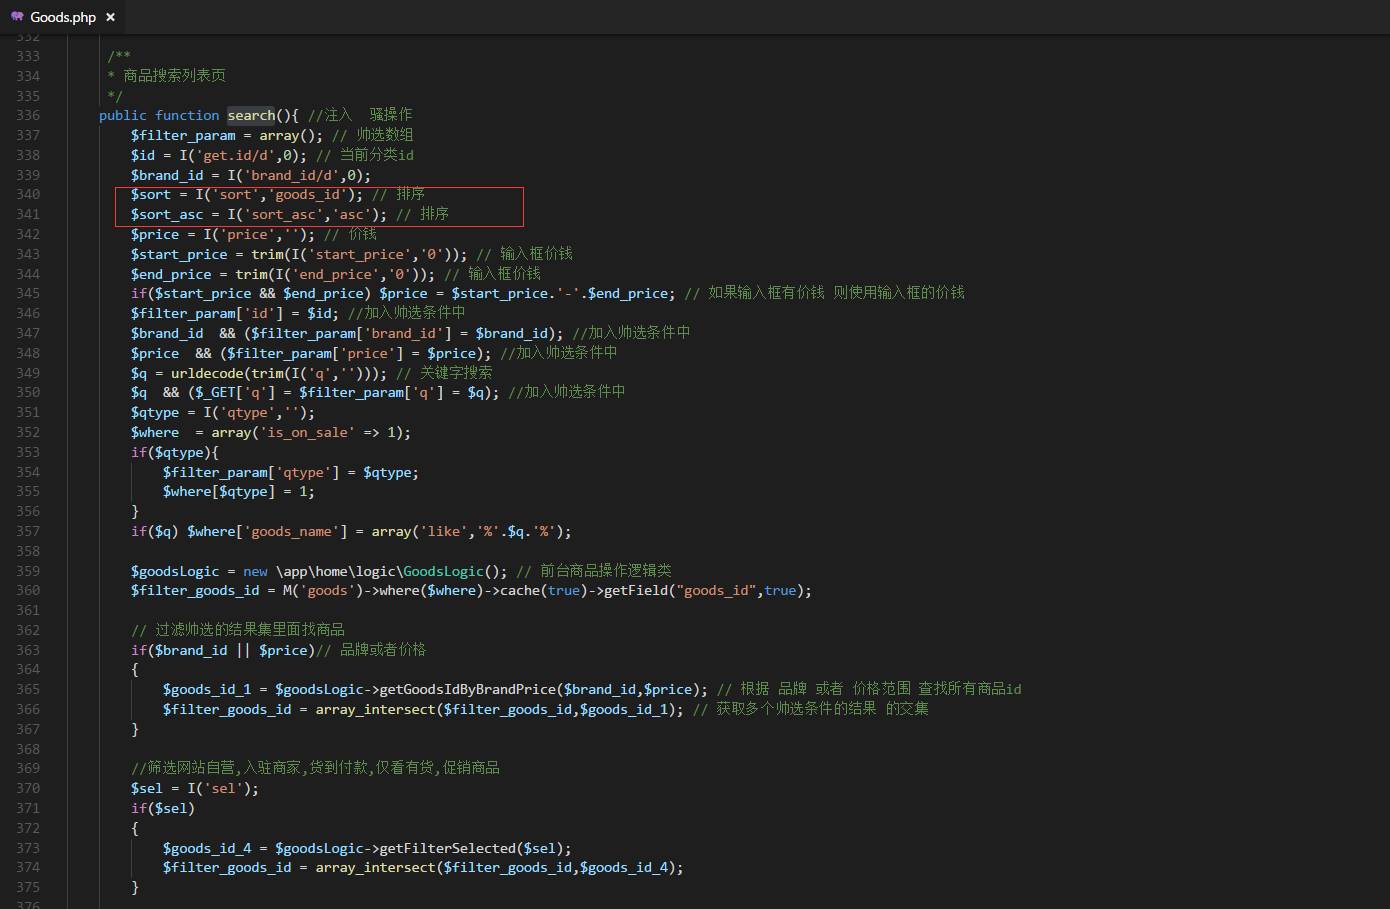 Goods.php ×
332
333 /**
334 * 商品搜索列表页
335 */
336 public function search(){ //注入 骚操作
337 $filter_param = array(); // 帅选数组
338 $id = I('get.id/d',0); // 当前分类id
339 $brand_id = I('brand_id/d',0);
340 $sort = I('sort','goods_id'); // 排序
341 $sort_asc = I('sort_asc','asc'); // 排序
342 $price = I('price',''); // 价钱
343 $start_price = trim(I('start_price','0')); // 输入框价钱
344 $end_price = trim(I('end_price','0')); // 输入框价钱
345 if($start_price && $end_price) $price = $start_price.'-'.$end_price; // 如果输入框有价钱 则使用输入框的价钱
346 $filter_param['id'] = $id; //加入帅选条件中
347 $brand_id && ($filter_param['brand_id'] = $brand_id); //加入帅选条件中
348 $price && ($filter_param['price'] = $price); //加入帅选条件中
349 $q = urldecode(trim(I('q',''))); // 关键字搜索
350 $q && ($_GET['q'] = $filter_param['q'] = $q); //加入帅选条件中
351 $qtype = I('qtype','');
352 $where = array('is_on_sale' => 1);
353 if($qtype){
354 $filter_param['qtype'] = $qtype;
355 $where[$qtype] = 1;
356 }
357 if($q) $where['goods_name'] = array('like','%'.$q.'%');
358
359 $goodsLogic = new \app\home\logic\GoodsLogic(); // 前台商品操作逻辑类
360 $filter_goods_id = M('goods')->where($where)->cache(true)->getField("goods_id",true);
361
362 // 过滤帅选的结果集里面找商品
363 if($brand_id || $price)// 品牌或者价格
364 {
365 $goods_id_1 = $goodsLogic->getGoodsIdByBrandPrice($brand_id,$price); // 根据 品牌 或者 价格范围 查找所有商品id
366 $filter_goods_id = array_intersect($filter_goods_id,$goods_id_1); // 获取多个帅选条件的结果 的交集
367 }
368
369 //筛选网站自营,入驻商家,货到付款,仅看有货,促销商品
370 $sel = I('sel');
371 if($sel)
372 {
373 $goods_id_4 = $goodsLogic->getFilterSelected($sel);
374 $filter_goods_id = array_intersect($filter_goods_id,$goods_id_4);
375 }
376